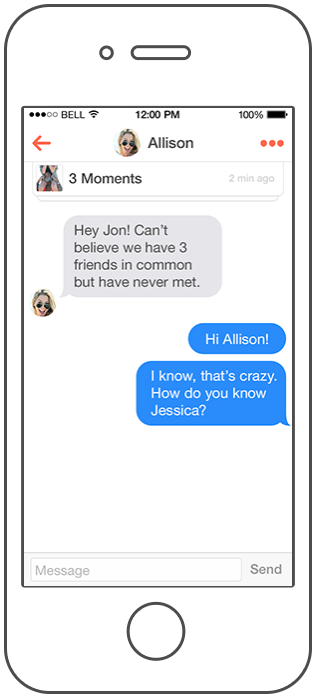 BELL 12:00 PM 100%
Allison
3 Moments 2 min ago
Hey Jon! Can't
believe we have 3
friends in common
but have never met.
Hi Allison!
I know, that's crazy.
How do you know
Jessica?
Message Send